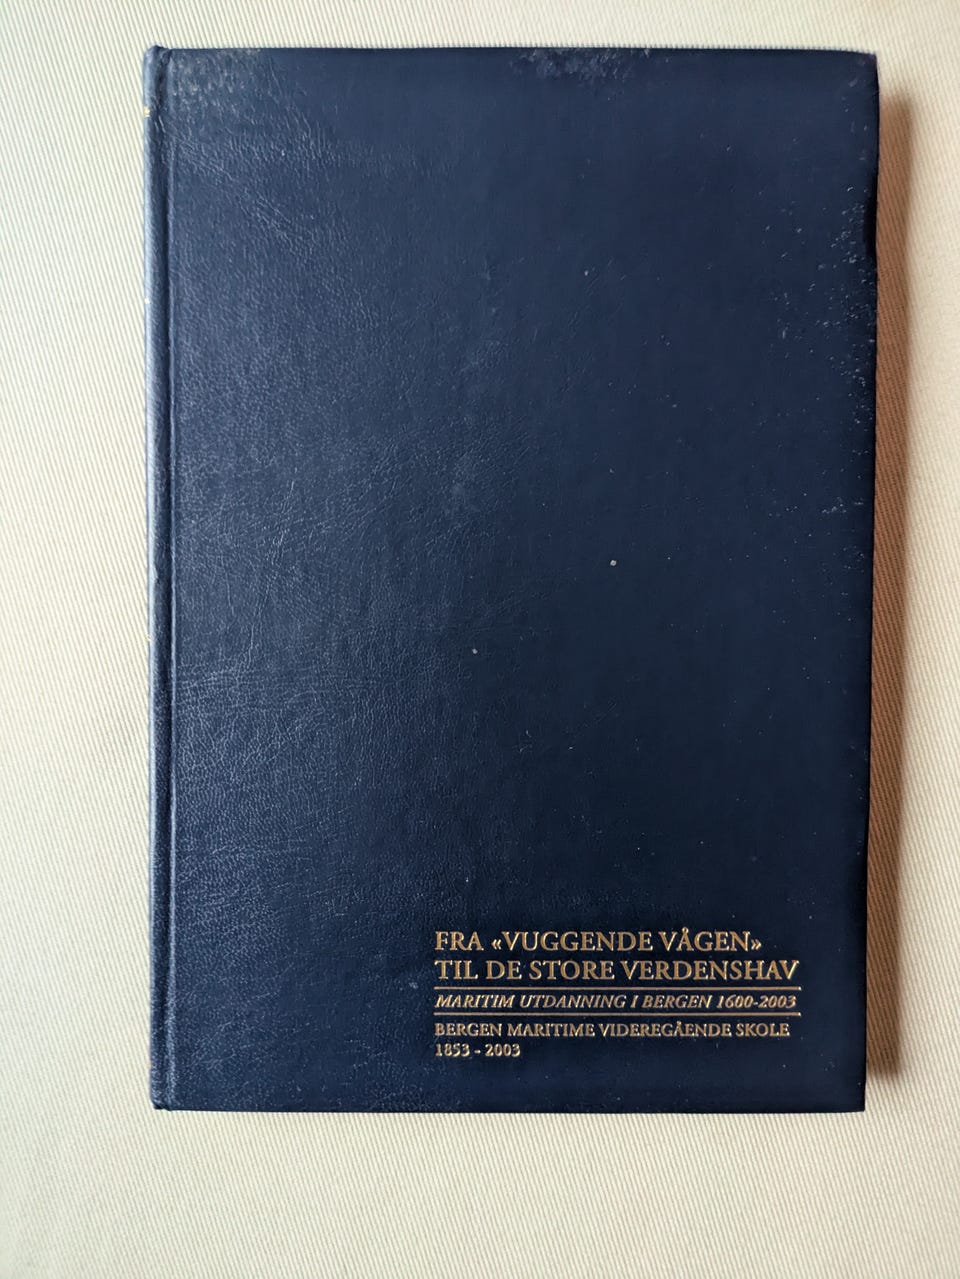 FRA «VUGGENDE VÅGEN»
TIL DE STORE VERDENSHAV
MARITIM UTDANNING I BERGEN 1600-2003
BERGEN MARITIME VIDEREGÅENDE SKOLE
1853 - 2003